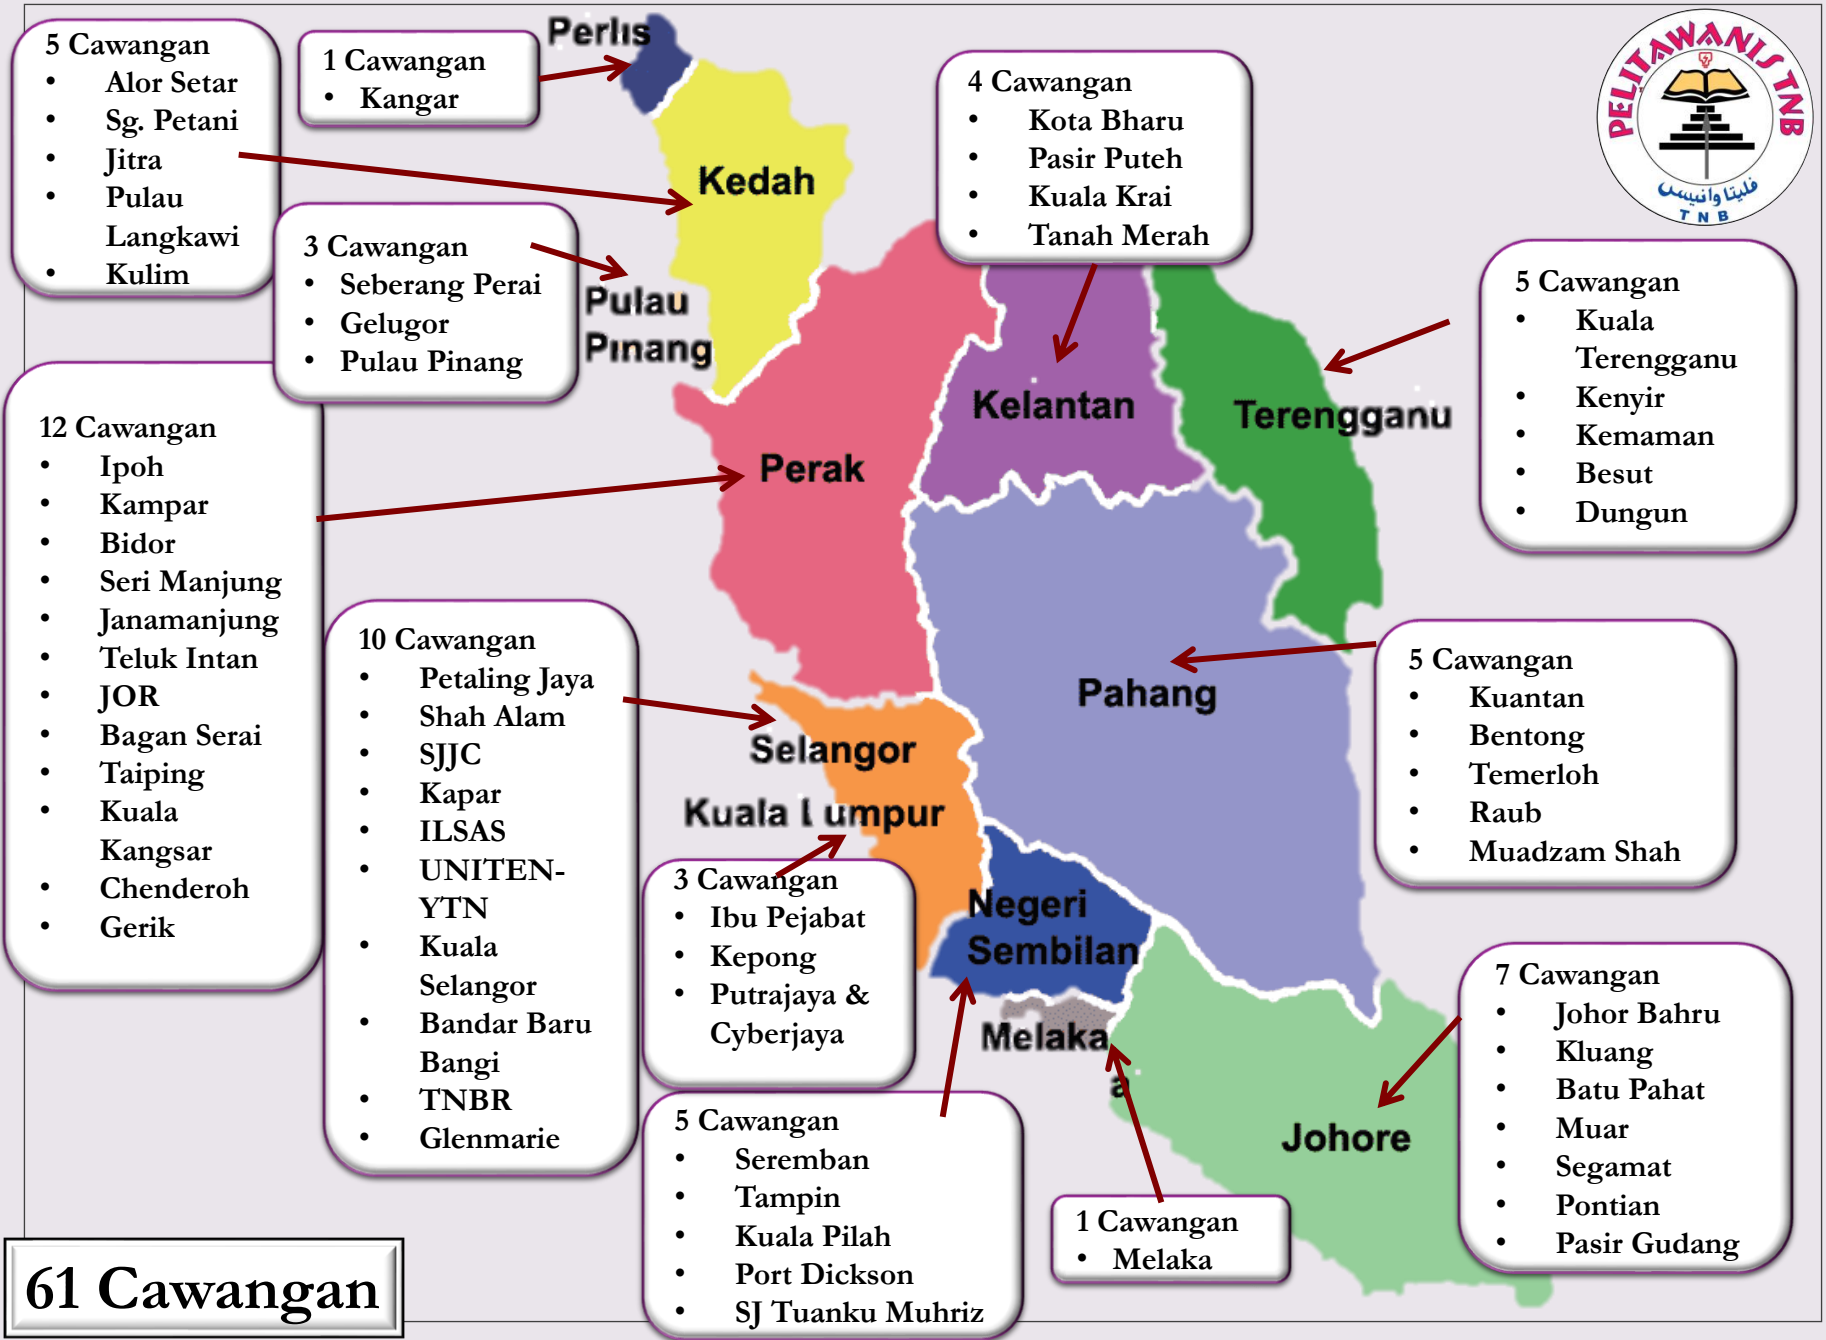 5 Cawangan
• Alor Setar
• Sg. Petani
• Jitra
• Pulau
Langkawi
• Kulim
1 Cawangan
• Kangar
Perlis
Kedah
3 Cawangan
• Seberang Perai
• Gelugor
• Pulau Pinang
Pulau
Pinang
4 Cawangan
• Kota Bharu
• Pasir Puteh
• Kuala Krai
• Tanah Merah
Kelantan
PELITAWANIS TNB
فليتاوانيس
TNB
5 Cawangan
• Kuala
Terengganu
• Kenyir
• Kemaman
• Besut
• Dungun
Terengganu
12 Cawangan
• Ipoh
• Kampar
• Bidor
• Seri Manjung
• Janamanjung
• Teluk Intan
• JOR
• Bagan Serai
• Taiping
• Kuala
Kangsar
• Chenderoh
• Gerik
Perak
10 Cawangan
• Petaling Jaya
• Shah Alam
• SJJC
• Kapar
• ILSAS
• UNITEN-
YTN
• Kuala
Selangor
• Bandar Baru
Bangi
• TNBR
• Glenmarie
Selangor
Kuala Lumpur
3 Cawangan
• Ibu Pejabat
• Kepong
• Putrajaya &
Cyberjaya
Pahang
5 Cawangan
• Kuantan
• Bentong
• Temerloh
• Raub
• Muadzam Shah
Negeri
Sembilan
5 Cawangan
• Seremban
• Tampin
• Kuala Pilah
• Port Dickson
• SJ Tuanku Muhriz
Melaka
a
1 Cawangan
• Melaka
Johore
7 Cawangan
• Johor Bahru
• Kluang
• Batu Pahat
• Muar
• Segamat
• Pontian
• Pasir Gudang
61 Cawangan